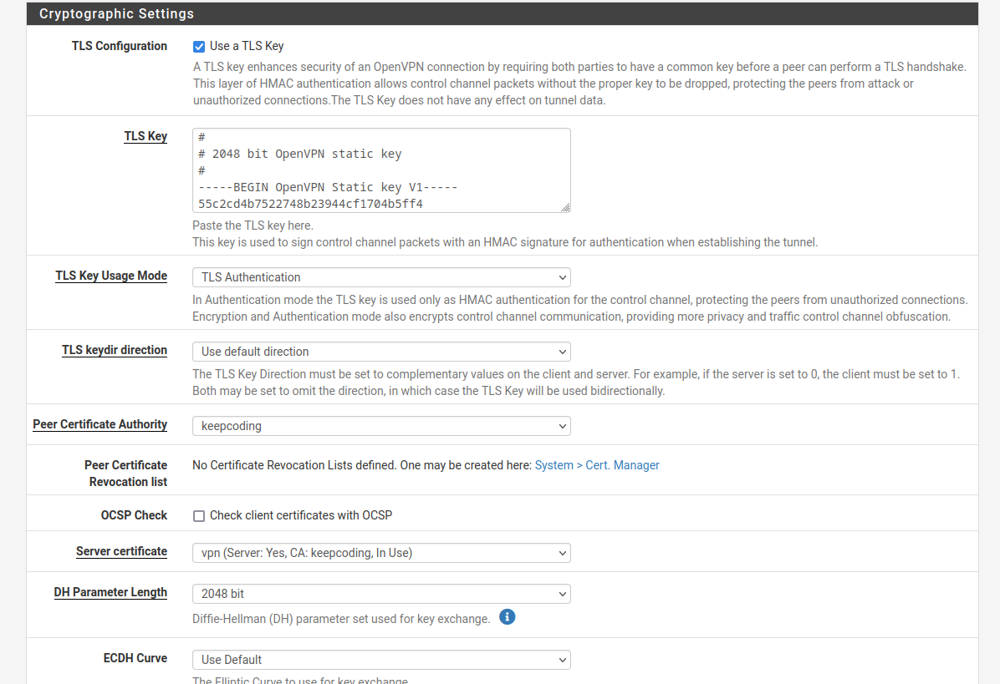 Cryptographic Settings
TLS Configuration
Use a TLS Key
A TLS key enhances security of an OpenVPN connection by requiring both parties to have a common key before a peer can perform a TLS handshake.
This layer of HMAC authentication allows control channel packets without the proper key to be dropped, protecting the peers from attack or
unauthorized connections.The TLS Key does not have any effect on tunnel data.
TLS Key
#
# 2048 bit OpenVPN static key
#
-----BEGIN OpenVPN Static key V1-----
55c2cd4b7522748b23944cf1704b5ff4
Paste the TLS key here.
This key is used to sign control channel packets with an HMAC signature for authentication when establishing the tunnel.
TLS Key Usage Mode
TLS Authentication
In Authentication mode the TLS key is used only as HMAC authentication for the control channel, protecting the peers from unauthorized connections.
Encryption and Authentication mode also encrypts control channel communication, providing more privacy and traffic control channel obfuscation.
TLS keydir direction
Use default direction
The TLS Key Direction must be set to complementary values on the client and server. For example, if the server is set to 0, the client must be set to 1.
Both may be set to omit the direction, in which case the TLS Key will be used bidirectionally.
Peer Certificate Authority
keepcoding
Peer Certificate
Revocation list
No Certificate Revocation Lists defined. One may be created here: System > Cert. Manager
OCSP Check
Check client certificates with OCSP
Server certificate
vpn (Server: Yes, CA: keepcoding, In Use)
DH Parameter Length
2048 bit
Diffie-Hellman (DH) parameter set used for key exchange.
ECDH Curve
Use Default
The Elliptic Curve to use for key exchange.